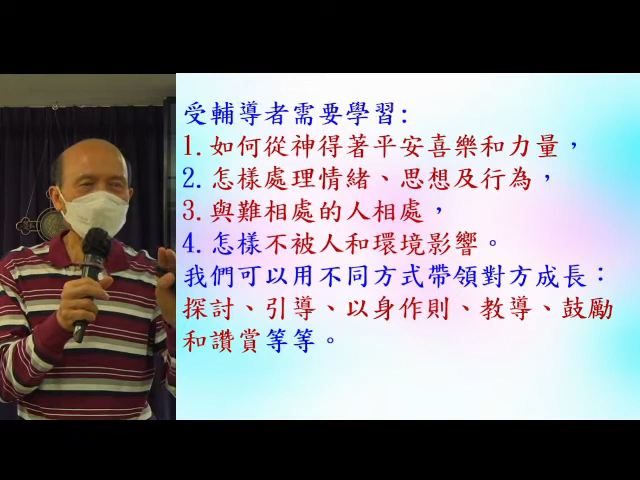 受輔導者需要學習:
1.如何從神得著平安喜樂和力量，
2.怎樣處理情緒、思想及行為，
3.與難相處的人相處，
4.怎樣不被人和環境影響。
我們可以用不同方式帶領對方成長：
探討、引導、以身作則、教導、鼓勵
和讚賞等等。